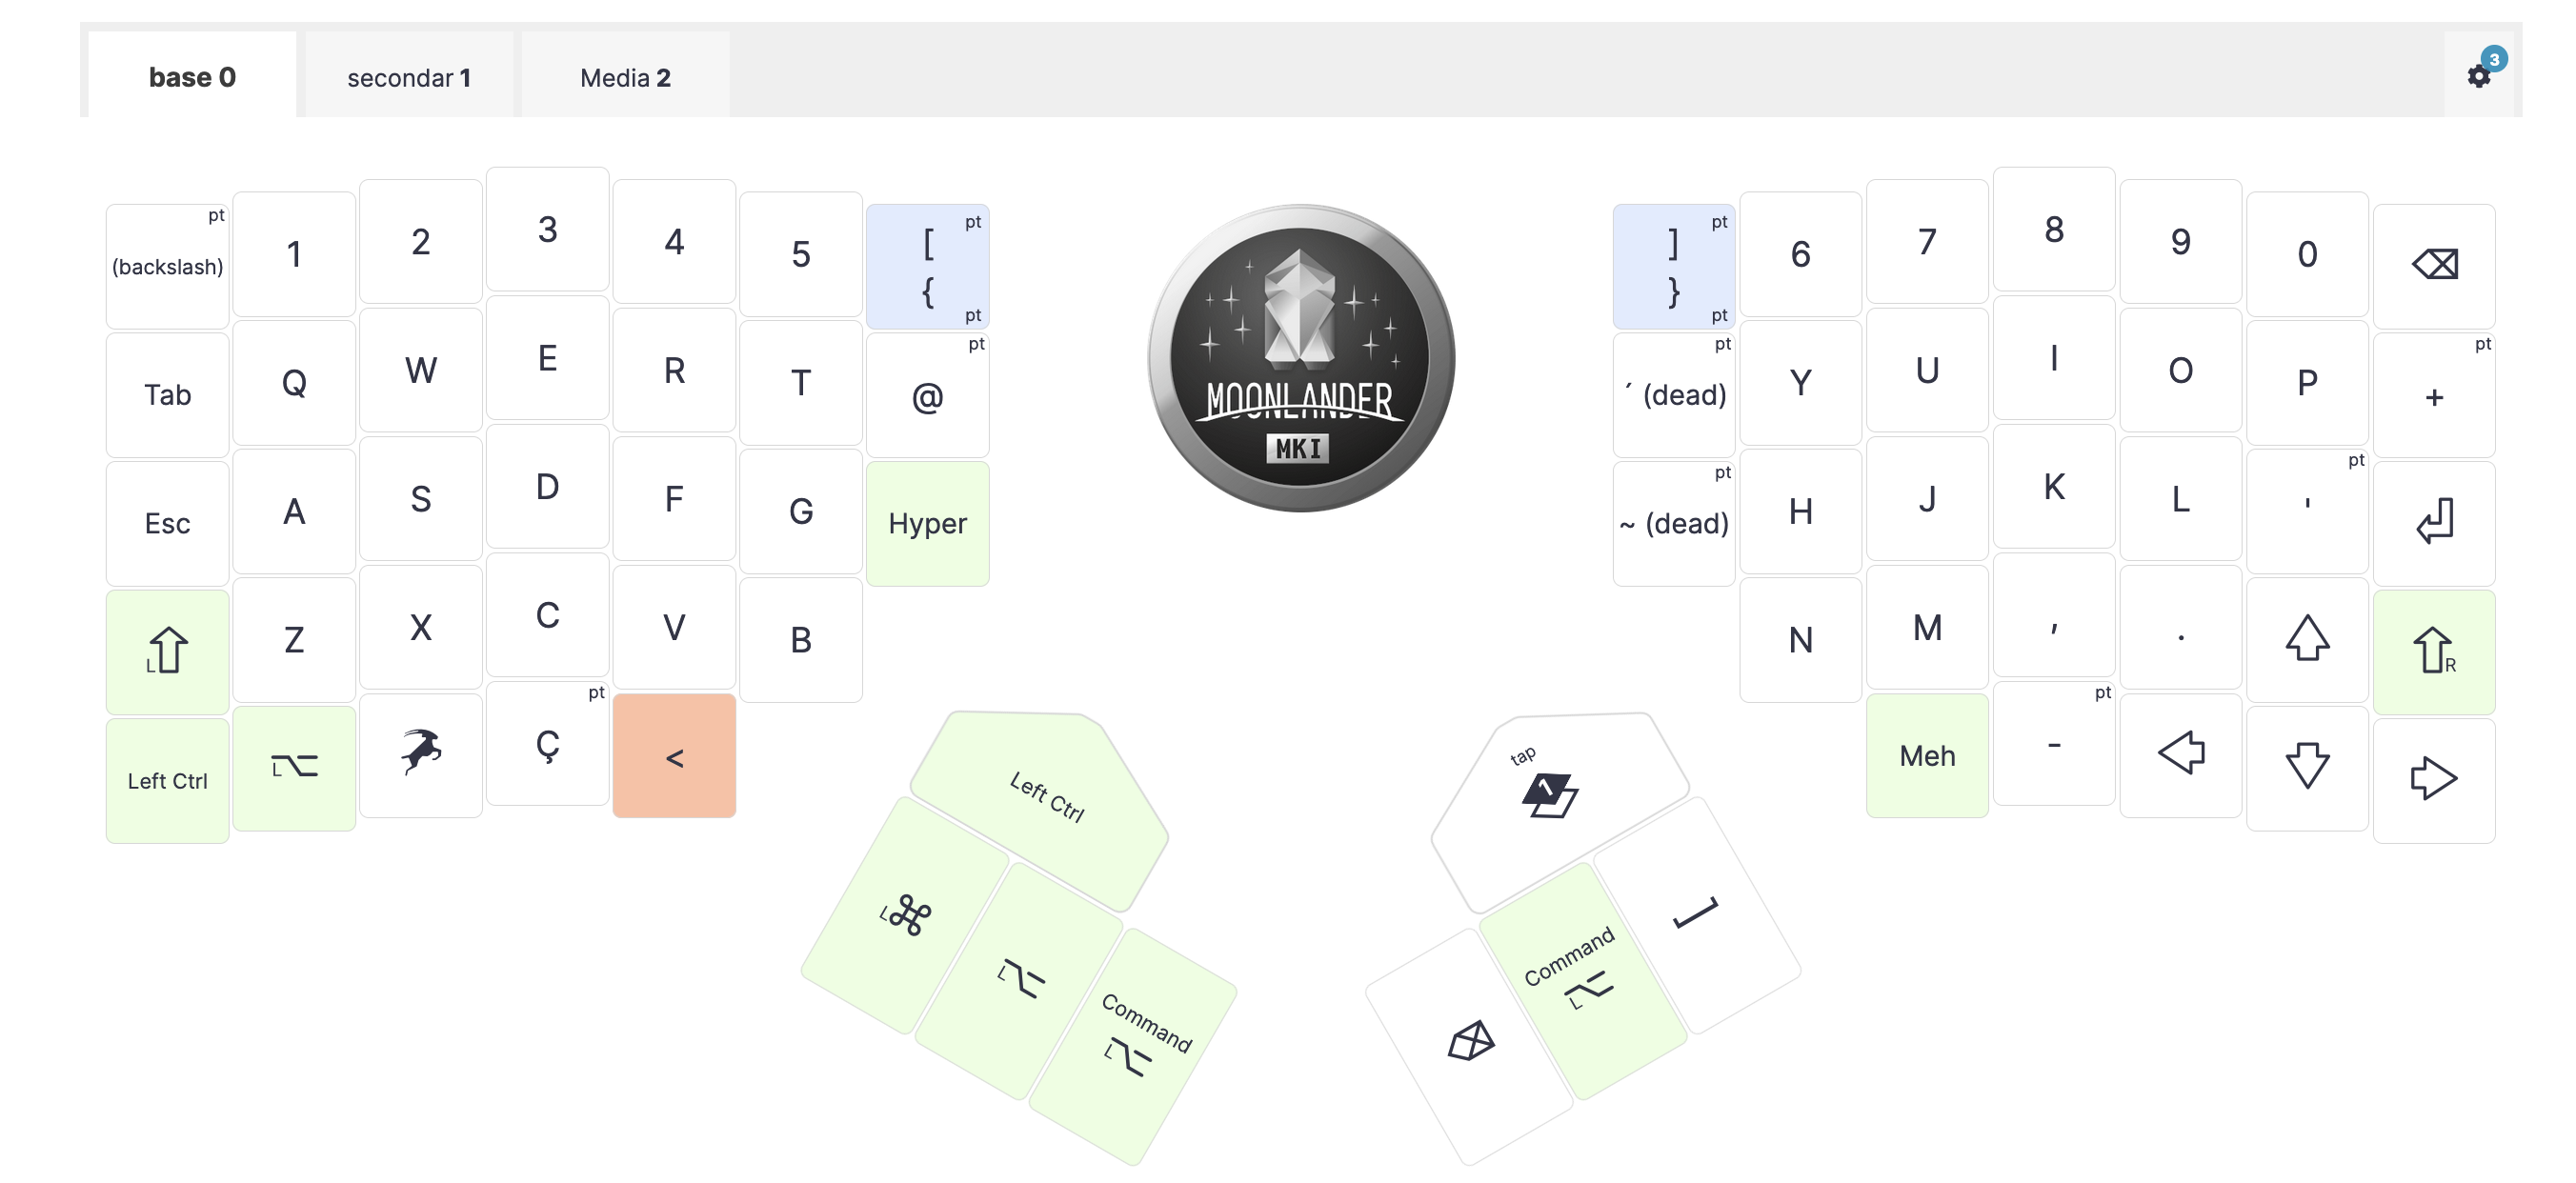 base 0
secondar 1
Media 2
3
pt
(backslash)
1
2
3
4
5
pt
[
{
pt
pt
]
}
pt
6
7
8
9
0
Tab
Q
W
E
R
T
pt
@
pt
´ (dead)
Y
U
I
O
P
pt
+
Esc
A
S
D
F
G
Hyper
pt
~ (dead)
H
J
K
L
pt
'
L
Z
X
C
V
B
N
M
,
.
R
Left Ctrl
L
pt
Ç
<
Meh
pt
-
Left Ctrl
L
L
Command
L
tap
1
Command
L
MOONLANDER
MKI